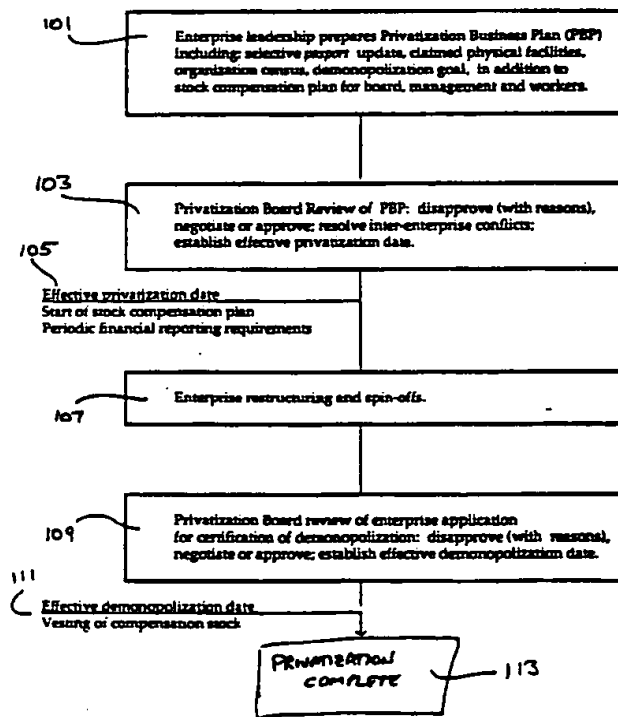 101
Enterprise leadership prepares Privatization Business Plan (PBP)
including: selective passport update, claimed physical facilities,
organization census, demonopolization goal, in addition to
stock compensation plan for board, management and workers.
103
Privatization Board Review of PBP: disapprove (with reasons),
negotiate or approve; resolve inter-enterprise conflicts;
establish effective privatization date.
105
Effective privatization date
Start of stock compensation plan
Periodic financial reporting requirements
107
Enterprise restructuring and spin-offs.
109
Privatization Board review of enterprise application
for certification of demonopolization: disapprove (with reasons),
negotiate or approve; establish effective demonopolization date.
111
Effective demonopolization date
Vesting of compensation stock
PRIVATIZATION
COMPLETE
113